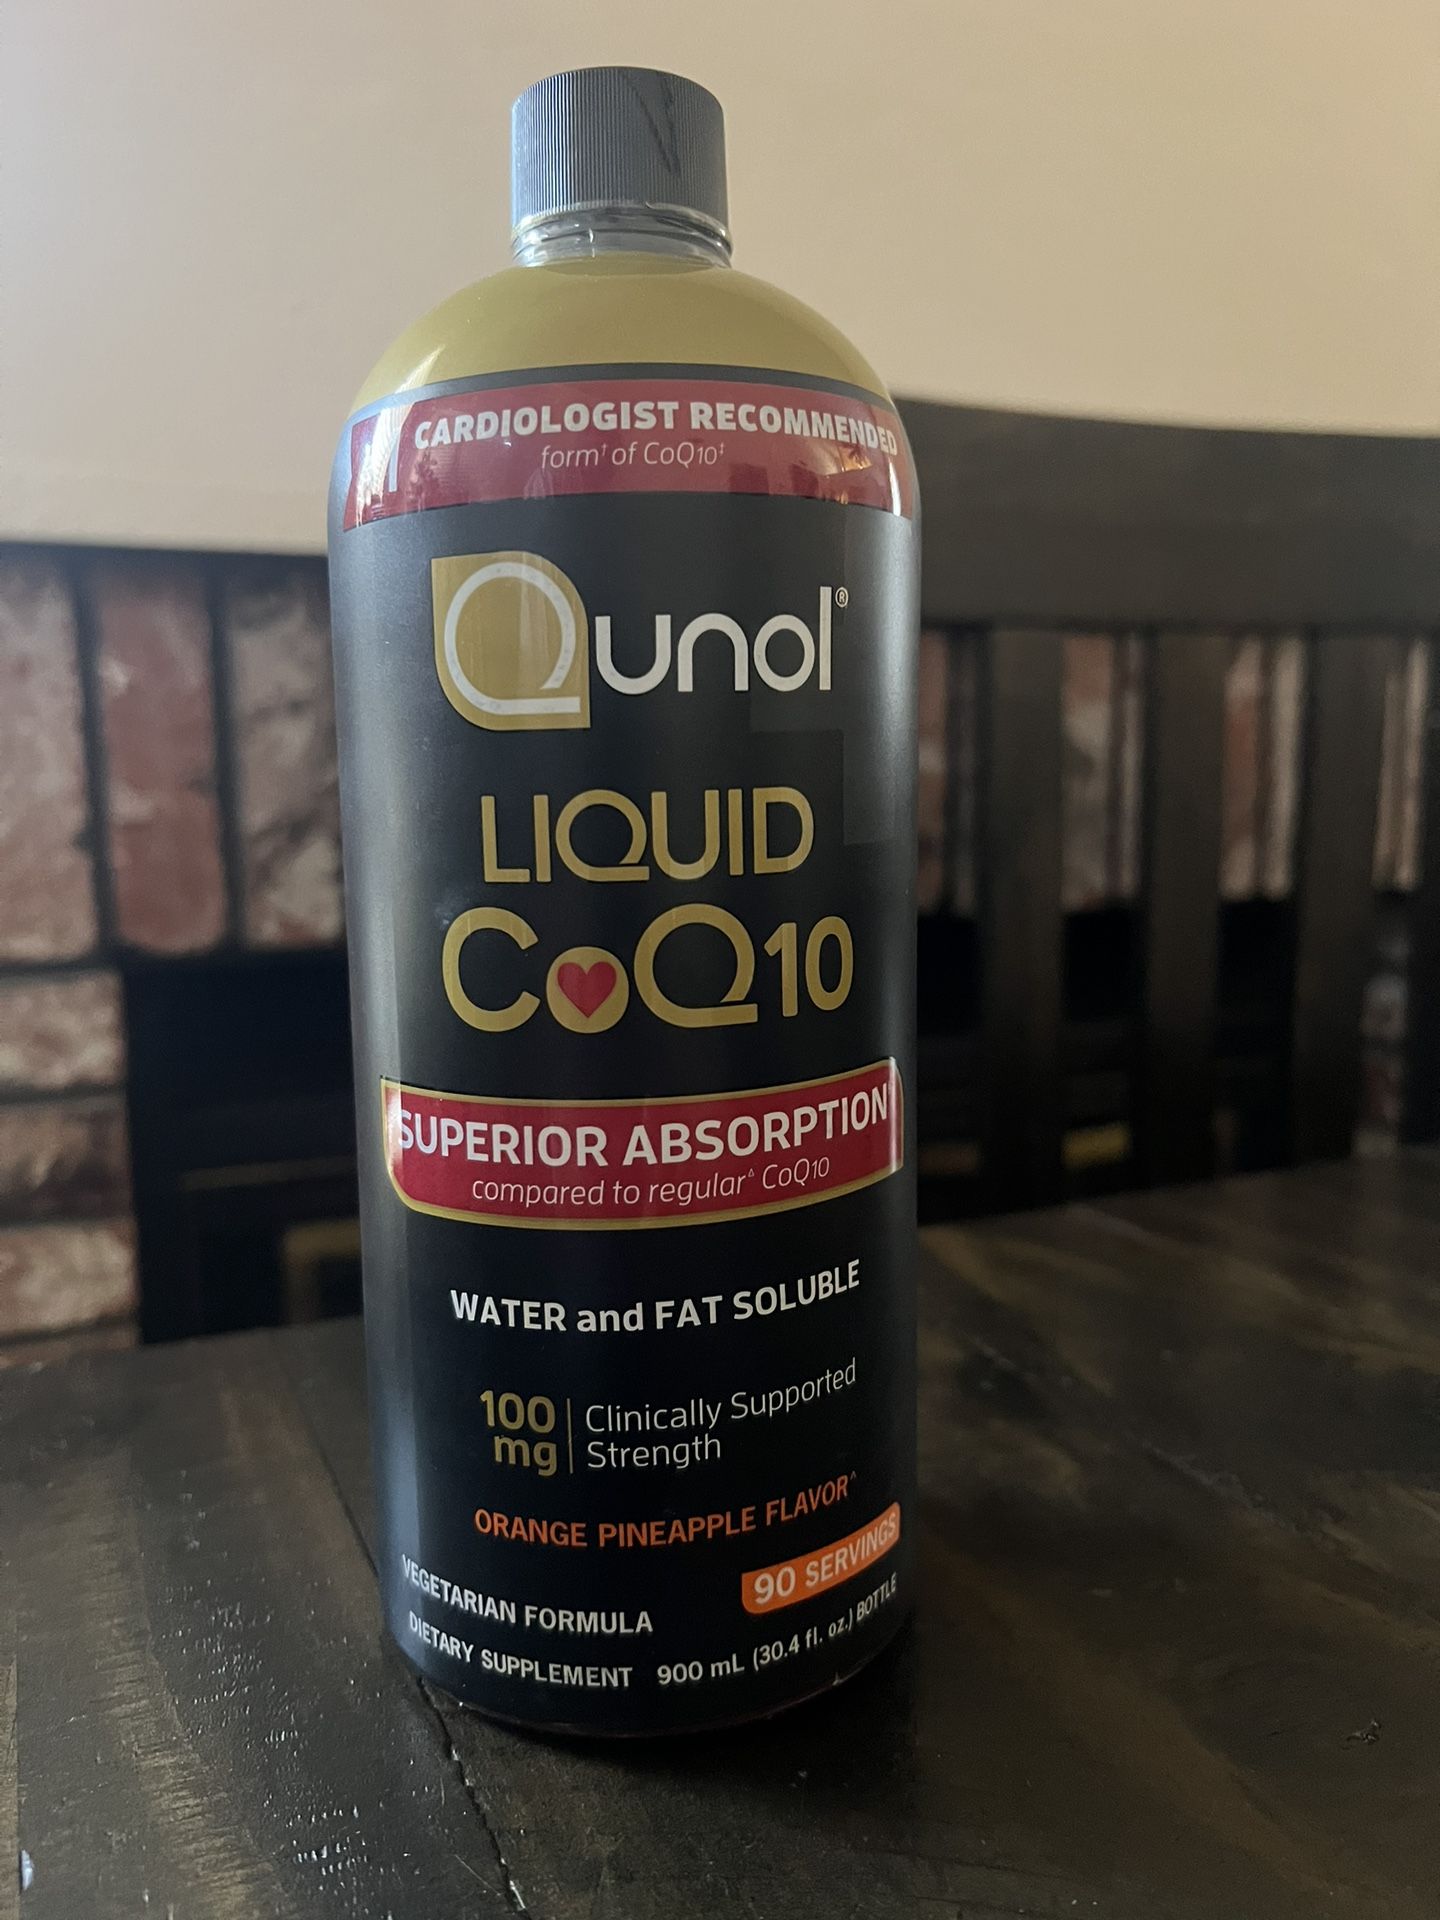 CARDIOLOGIST RECOMMENDED
form† of CoQ10‡
Qunol®
LIQUID
CoQ10
SUPERIOR ABSORPTION
compared to regular^ CoQ10
WATER and FAT SOLUBLE
100 mg
Clinically Supported
Strength
ORANGE PINEAPPLE FLAVOR^
90 SERVINGS
VEGETARIAN FORMULA
DIETARY SUPPLEMENT
900 mL (30.4 fl. oz.) BOTTLE